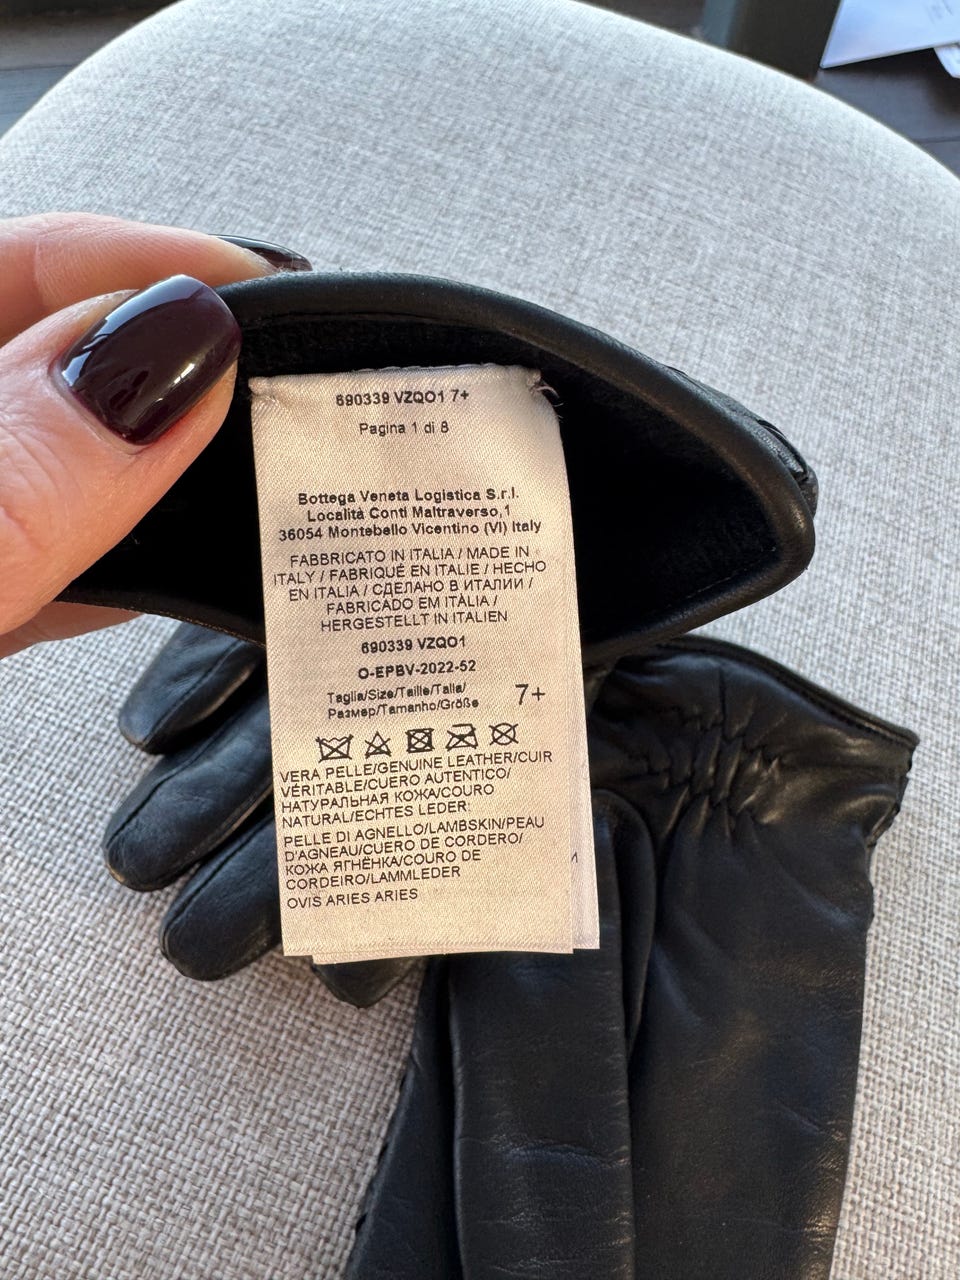 690339 VZQO1 7+
Pagina 1 di 8
Bottega Veneta Logistica S.r.l.
Località Conti Maltraverso,1
36054 Montebello Vicentino (VI) Italy
FABBRICATO IN ITALIA / MADE IN
ITALY / FABRIQUÉ EN ITALIE / HECHO
EN ITALIA / СДЕЛАНО В ИТАЛИИ /
FABRICADO EM ITÀLIA /
HERGESTELLT IN ITALIEN
690339 VZQO1
O-EPBV-2022-52
Taglia/Size/Taille/Talla/
Размер/Tamanho/Größe
7+
VERA PELLE/GENUINE LEATHER/CUIR
VÉRITABLE/CUERO AUTENTICO/
НАТУРАЛЬНАЯ КОЖА/COURO
NATURAL/ECHTES LEDER:
PELLE DI AGNELLO/LAMBSKIN/PEAU
D'AGNEAU/CUERO DE CORDERO/
КОЖА ЯГНЁНКА/COURO DE
CORDEIRO/LAMMLEDER
OVIS ARIES ARIES